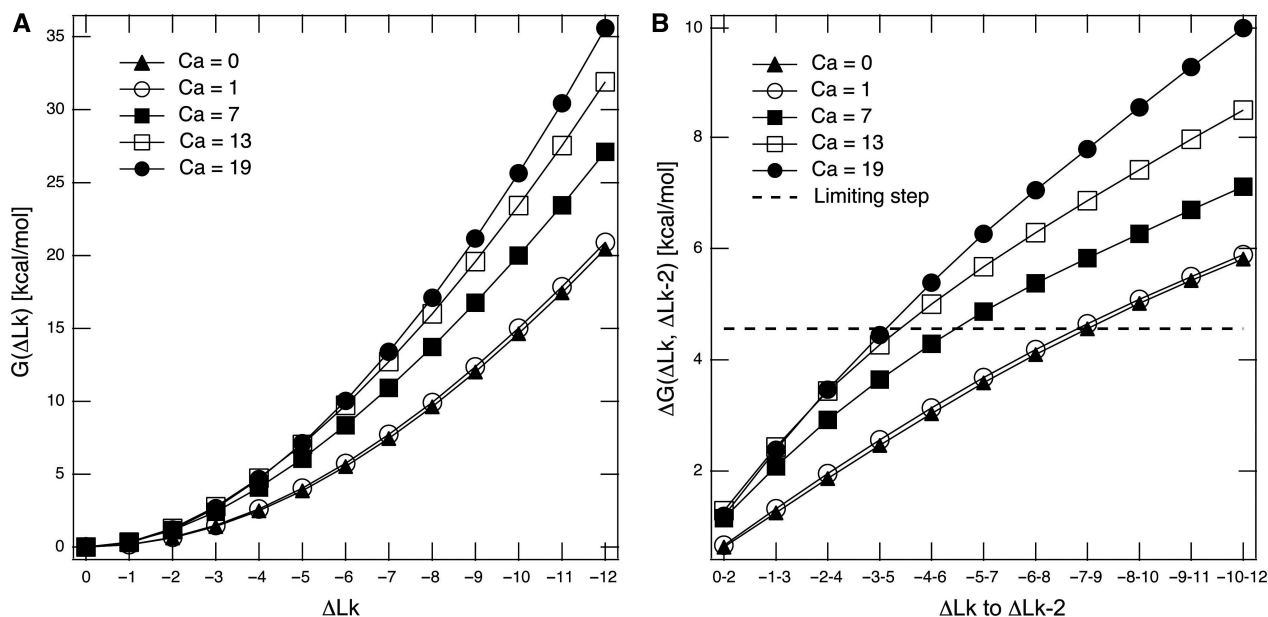 A
G(ΔLk) [kcal/mol]
35
30
25
20
15
10
5
0
Ca = 0
Ca = 1
Ca = 7
Ca = 13
Ca = 19
0 −1 −2 −3 −4 −5 −6 −7 −8 −9 −10 −11 −12
ΔLk
B
ΔG(ΔLk, ΔLk-2) [kcal/mol]
10
8
6
4
2
Ca = 0
Ca = 1
Ca = 7
Ca = 13
Ca = 19
Limiting step
0-2 −1-3 −2-4 −3-5 −4-6 −5-7 −6-8 −7-9 −8-10 −9-11 −10-12
ΔLk to ΔLk-2